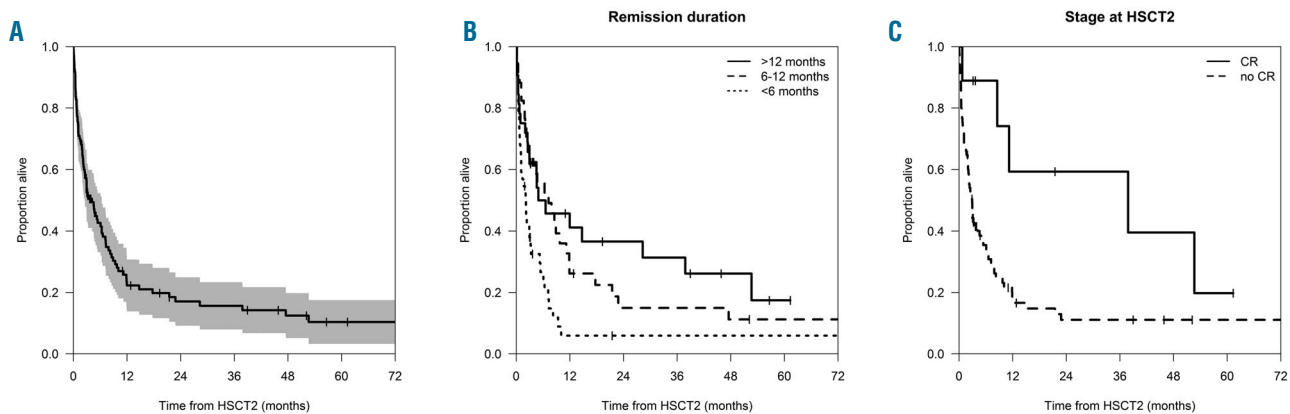 A
Proportion alive
1.0
0.8
0.6
0.4
0.2
0.0
0 12 24 36 48 60 72
Time from HSCT2 (months)
B
Remission duration
Proportion alive
1.0
0.8
0.6
0.4
0.2
0.0
>12 months
6-12 months
<6 months
0 12 24 36 48 60 72
Time from HSCT2 (months)
C
Stage at HSCT2
Proportion alive
1.0
0.8
0.6
0.4
0.2
0.0
CR
no CR
0 12 24 36 48 60 72
Time from HSCT2 (months)